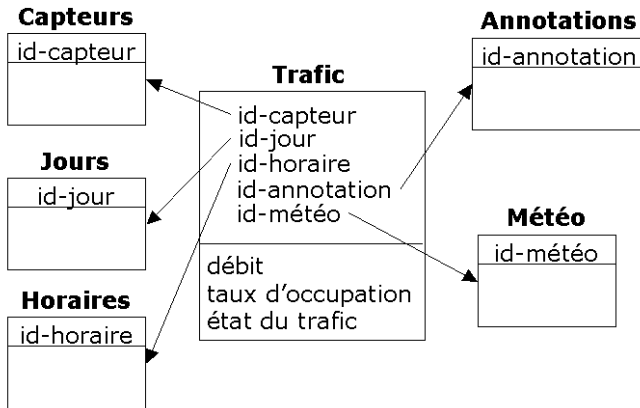 Capteurs
id-capteur
Jours
id-jour
Horaires
id-horaire
Trafic
id-capteur
id-jour
id-horaire
id-annotation
id-météo
débit
taux d’occupation
état du trafic
Annotations
id-annotation
Météo
id-météo